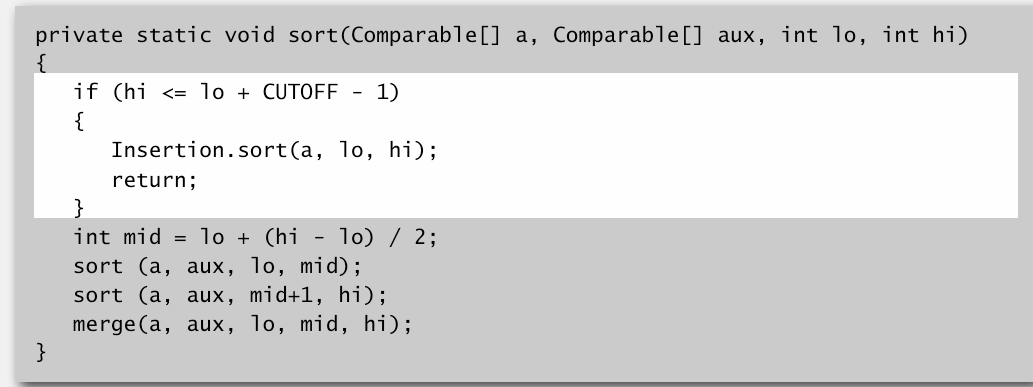 private static void sort(Comparable[] a, Comparable[] aux, int lo, int hi)
{
   if (hi <= lo + CUTOFF - 1)
   {
      Insertion.sort(a, lo, hi);
      return;
   }
   int mid = lo + (hi - lo) / 2;
   sort (a, aux, lo, mid);
   sort (a, aux, mid+1, hi);
   merge(a, aux, lo, mid, hi);
}